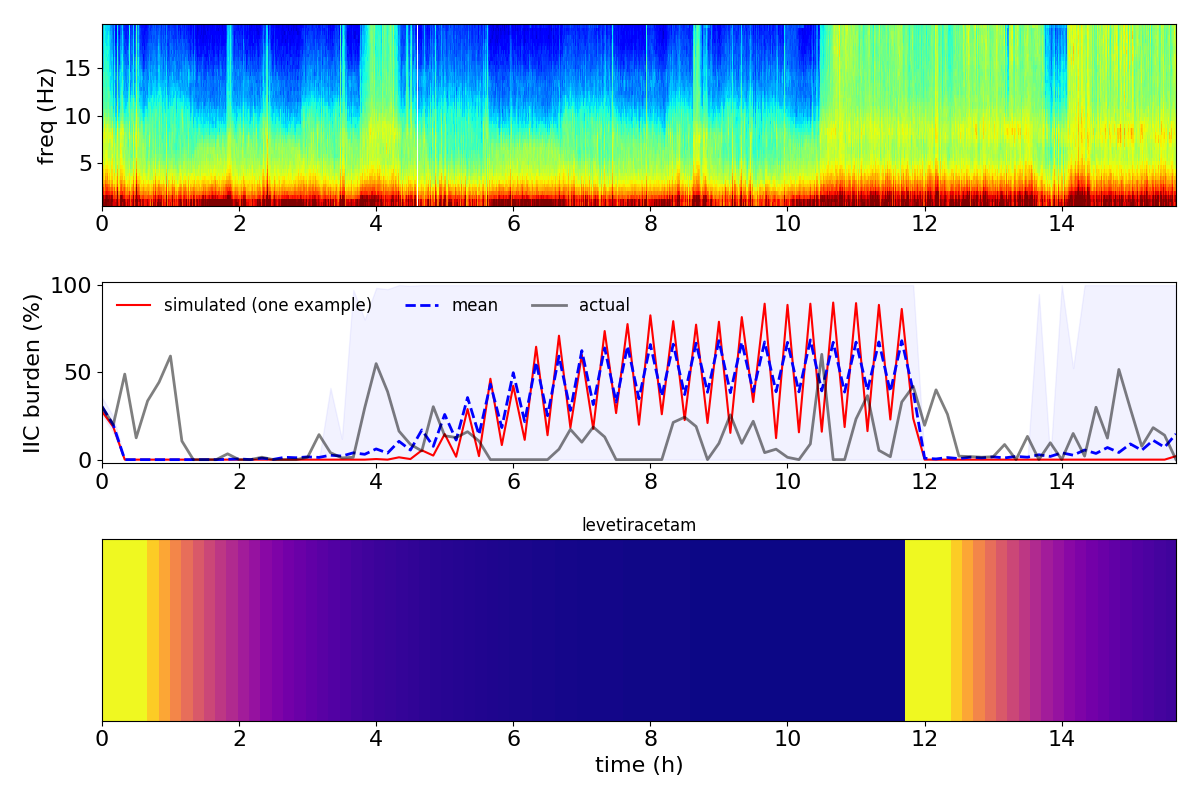 freq (Hz)
15
10
5
0 2 4 6 8 10 12 14
IIC burden (%)
100
50
0
simulated (one example) mean actual
0 2 4 6 8 10 12 14
levetiracetam
0 2 4 6 8 10 12 14
time (h)